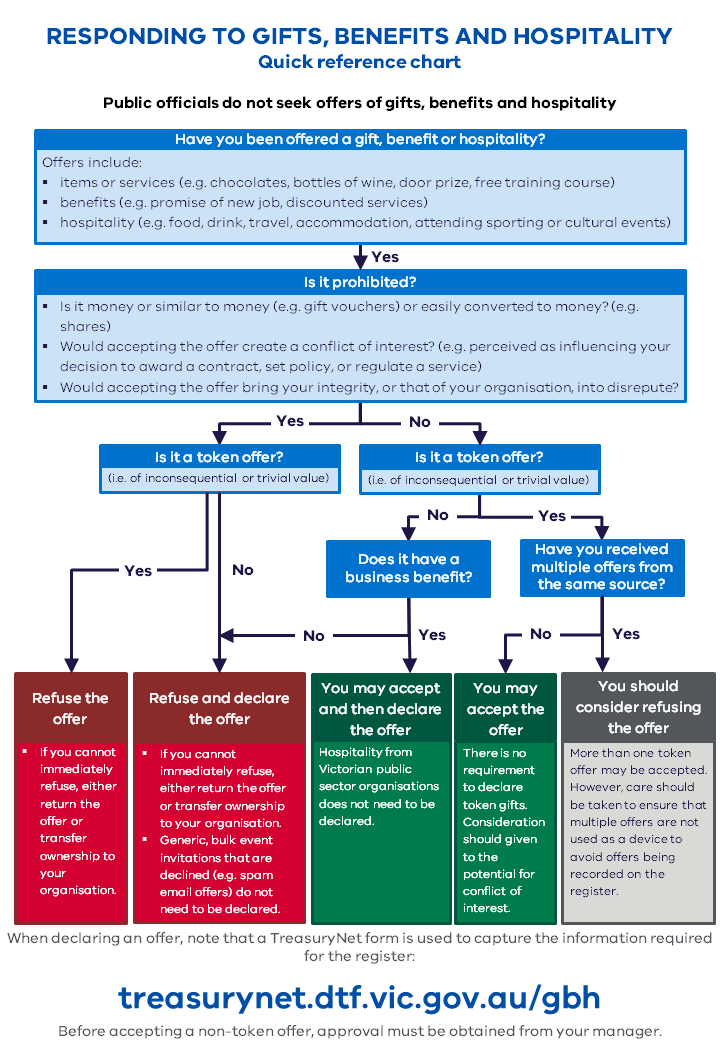 RESPONDING TO GIFTS, BENEFITS AND HOSPITALITY
Quick reference chart
Public officials do not seek offers of gifts, benefits and hospitality
Have you been offered a gift, benefit or hospitality?
Offers include:
▪ items or services (e.g. chocolates, bottles of wine, door prize, free training course)
▪ benefits (e.g. promise of new job, discounted services)
▪ hospitality (e.g. food, drink, travel, accommodation, attending sporting or cultural events)
Yes
Is it prohibited?
▪ Is it money or similar to money (e.g. gift vouchers) or easily converted to money? (e.g.
shares)
▪ Would accepting the offer create a conflict of interest? (e.g. perceived as influencing your
decision to award a contract, set policy, or regulate a service)
▪ Would accepting the offer bring your integrity, or that of your organisation, into disrepute?
Yes
No
Is it a token offer?
(i.e. of inconsequential or trivial value)
Is it a token offer?
(i.e. of inconsequential or trivial value)
No
Yes
Does it have a
business benefit?
Have you received
multiple offers from
the same source?
Yes
No
No
Yes
No
Yes
Refuse the
offer
▪ If you cannot
immediately
refuse, either
return the
offer or
transfer
ownership to
your
organisation.
Refuse and declare
the offer
▪ If you cannot
immediately refuse,
either return the offer
or transfer ownership
to your organisation.
▪ Generic, bulk event
invitations that are
declined (e.g. spam
email offers) do not
need to be declared.
You may accept
and then declare
the offer
Hospitality from
Victorian public
sector organisations
does not need to be
declared.
You may
accept the
offer
There is no
requirement
to declare
token gifts.
Consideration
should given
to the
potential for
conflict of
interest.
You should
consider refusing
the offer
More than one token
offer may be accepted.
However, care should
be taken to ensure that
multiple offers are not
used as a device to
avoid offers being
recorded on the
register.
When declaring an offer, note that a TreasuryNet form is used to capture the information required
for the register:
treasurynet.dtf.vic.gov.au/gbh
Before accepting a non-token offer, approval must be obtained from your manager.